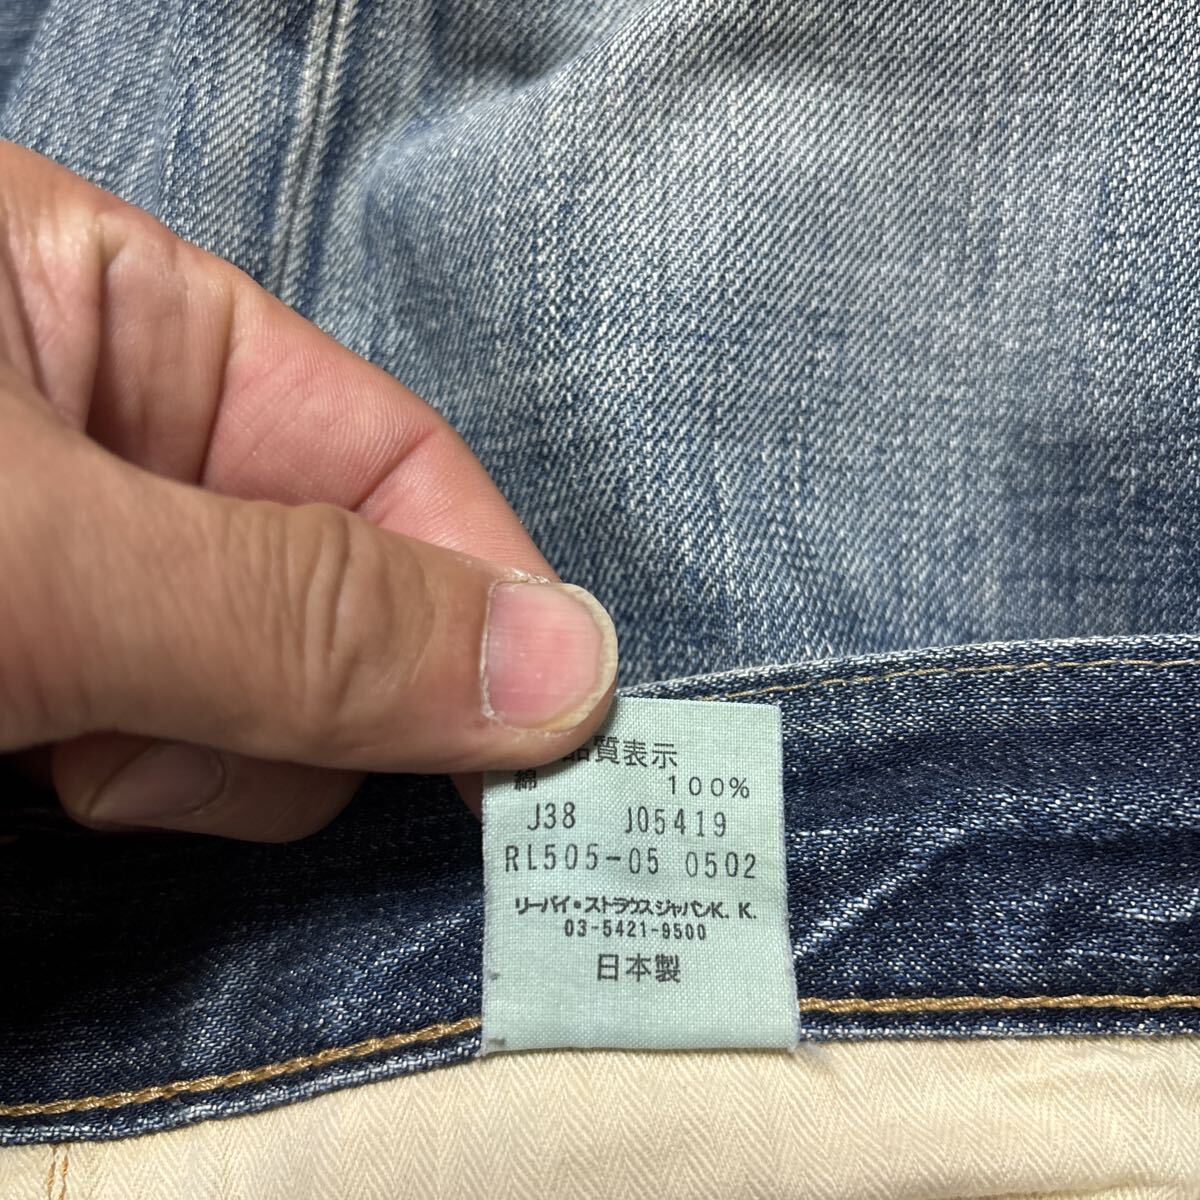 品質表示
綿 100%
J38 J05419
RL505-05 0502
リーバイ・ストラウスジャパンK. K.
03-5421-9500
日本製